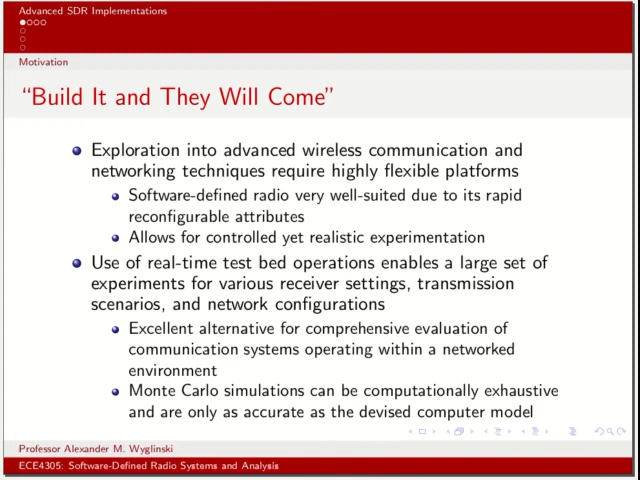 Advanced SDR Implementations
Motivation
“Build It and They Will Come”
Exploration into advanced wireless communication and
networking techniques require highly flexible platforms
Software-defined radio very well-suited due to its rapid
reconfigurable attributes
Allows for controlled yet realistic experimentation
Use of real-time test bed operations enables a large set of
experiments for various receiver settings, transmission
scenarios, and network configurations
Excellent alternative for comprehensive evaluation of
communication systems operating within a networked
environment
Monte Carlo simulations can be computationally exhaustive
and are only as accurate as the devised computer model
Professor Alexander M. Wyglinski
ECE4305: Software-Defined Radio Systems and Analysis